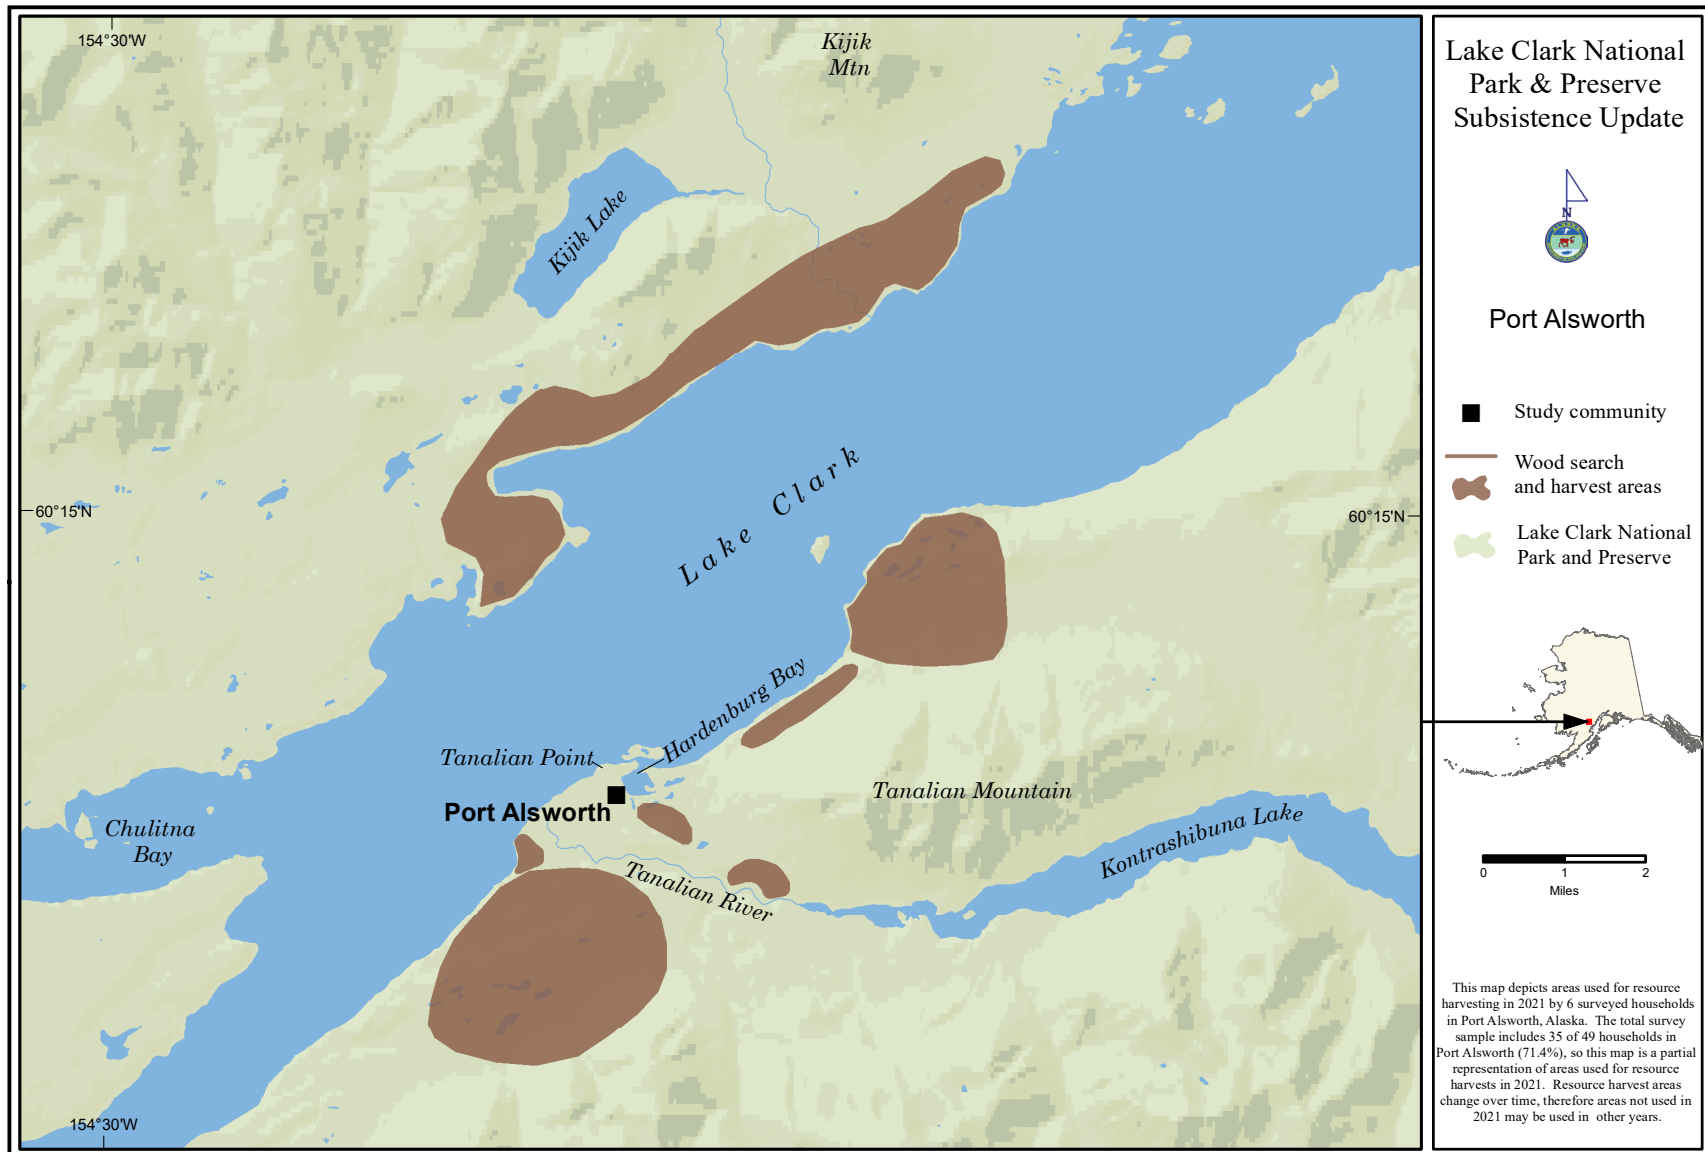 154°30'W
Kijik
Mtn
Kijik Lake
60°15'N
60°15'N
Lake Clark
Hardenburg Bay
Tanalian Point
Port Alsworth
Tanalian Mountain
Chulitna
Bay
Kontrashibuna Lake
Tanalian River
154°30'W
Lake Clark National
Park & Preserve
Subsistence Update
N
ALASKA
Port Alsworth
Study community
Wood search
and harvest areas
Lake Clark National
Park and Preserve
0 1 2
Miles
This map depicts areas used for resource
harvesting in 2021 by 6 surveyed households
in Port Alsworth, Alaska. The total survey
sample includes 35 of 49 households in
Port Alsworth (71.4%), so this map is a partial
representation of areas used for resource
harvests in 2021. Resource harvest areas
change over time, therefore areas not used in
2021 may be used in other years.